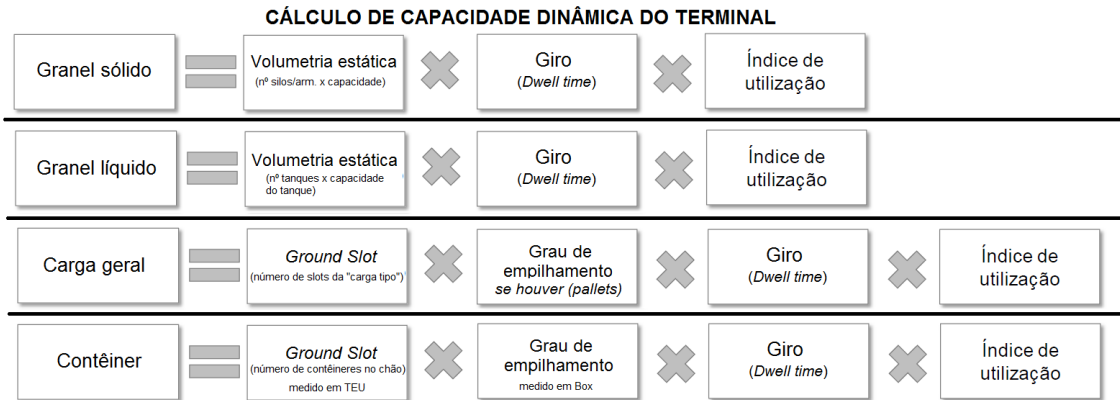 CÁLCULO DE CAPACIDADE DINÂMICA DO TERMINAL
Granel sólido
Volumetria estática
(nº silos/arm. x capacidade)
Giro
(Dwell time)
Índice de
utilização
Granel líquido
Volumetria estática
(nº tanques x capacidade
do tanque)
Giro
(Dwell time)
Índice de
utilização
Carga geral
Ground Slot
(número de slots da "carga tipo")
Grau de
empilhamento
se houver (pallets)
Giro
(Dwell time)
Índice de
utilização
Contêiner
Ground Slot
(número de contêineres no chão)
medido em TEU
Grau de
empilhamento
medido em Box
Giro
(Dwell time)
Índice de
utilização